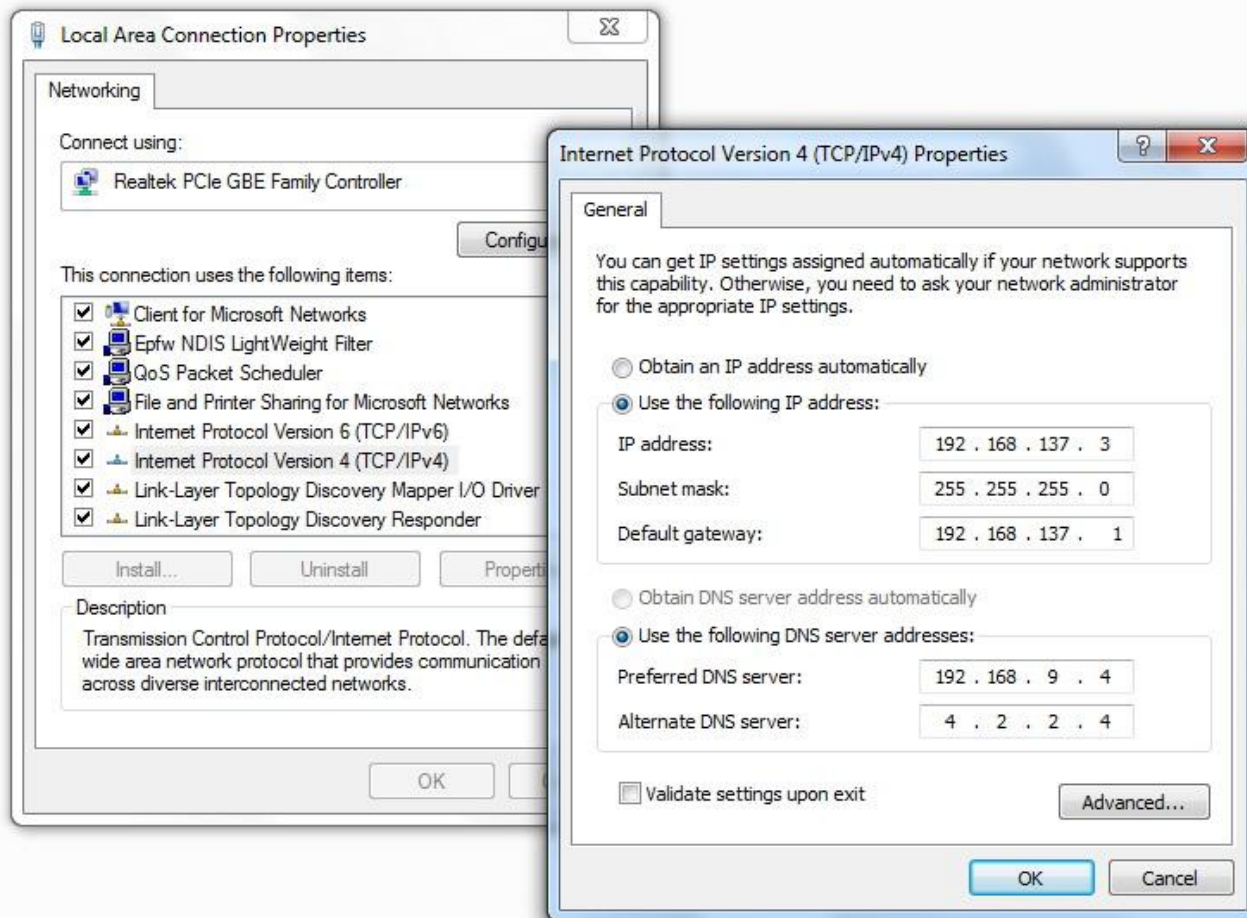 Local Area Connection Properties
Networking
Connect using:
Realtek PCIe GBE Family Controller
Configu
This connection uses the following items:
Client for Microsoft Networks
Epfw NDIS LightWeight Filter
QoS Packet Scheduler
File and Printer Sharing for Microsoft Networks
Internet Protocol Version 6 (TCP/IPv6)
Internet Protocol Version 4 (TCP/IPv4)
Link-Layer Topology Discovery Mapper I/O Driver
Link-Layer Topology Discovery Responder
Install...
Uninstall
Properti
Description
Transmission Control Protocol/Internet Protocol. The defa
wide area network protocol that provides communication
across diverse interconnected networks.
OK
Internet Protocol Version 4 (TCP/IPv4) Properties
General
You can get IP settings assigned automatically if your network supports
this capability. Otherwise, you need to ask your network administrator
for the appropriate IP settings.
Obtain an IP address automatically
Use the following IP address:
IP address: 192 . 168 . 137 . 3
Subnet mask: 255 . 255 . 255 . 0
Default gateway: 192 . 168 . 137 . 1
Obtain DNS server address automatically
Use the following DNS server addresses:
Preferred DNS server: 192 . 168 . 9 . 4
Alternate DNS server: 4 . 2 . 2 . 4
Validate settings upon exit
Advanced...
OK
Cancel